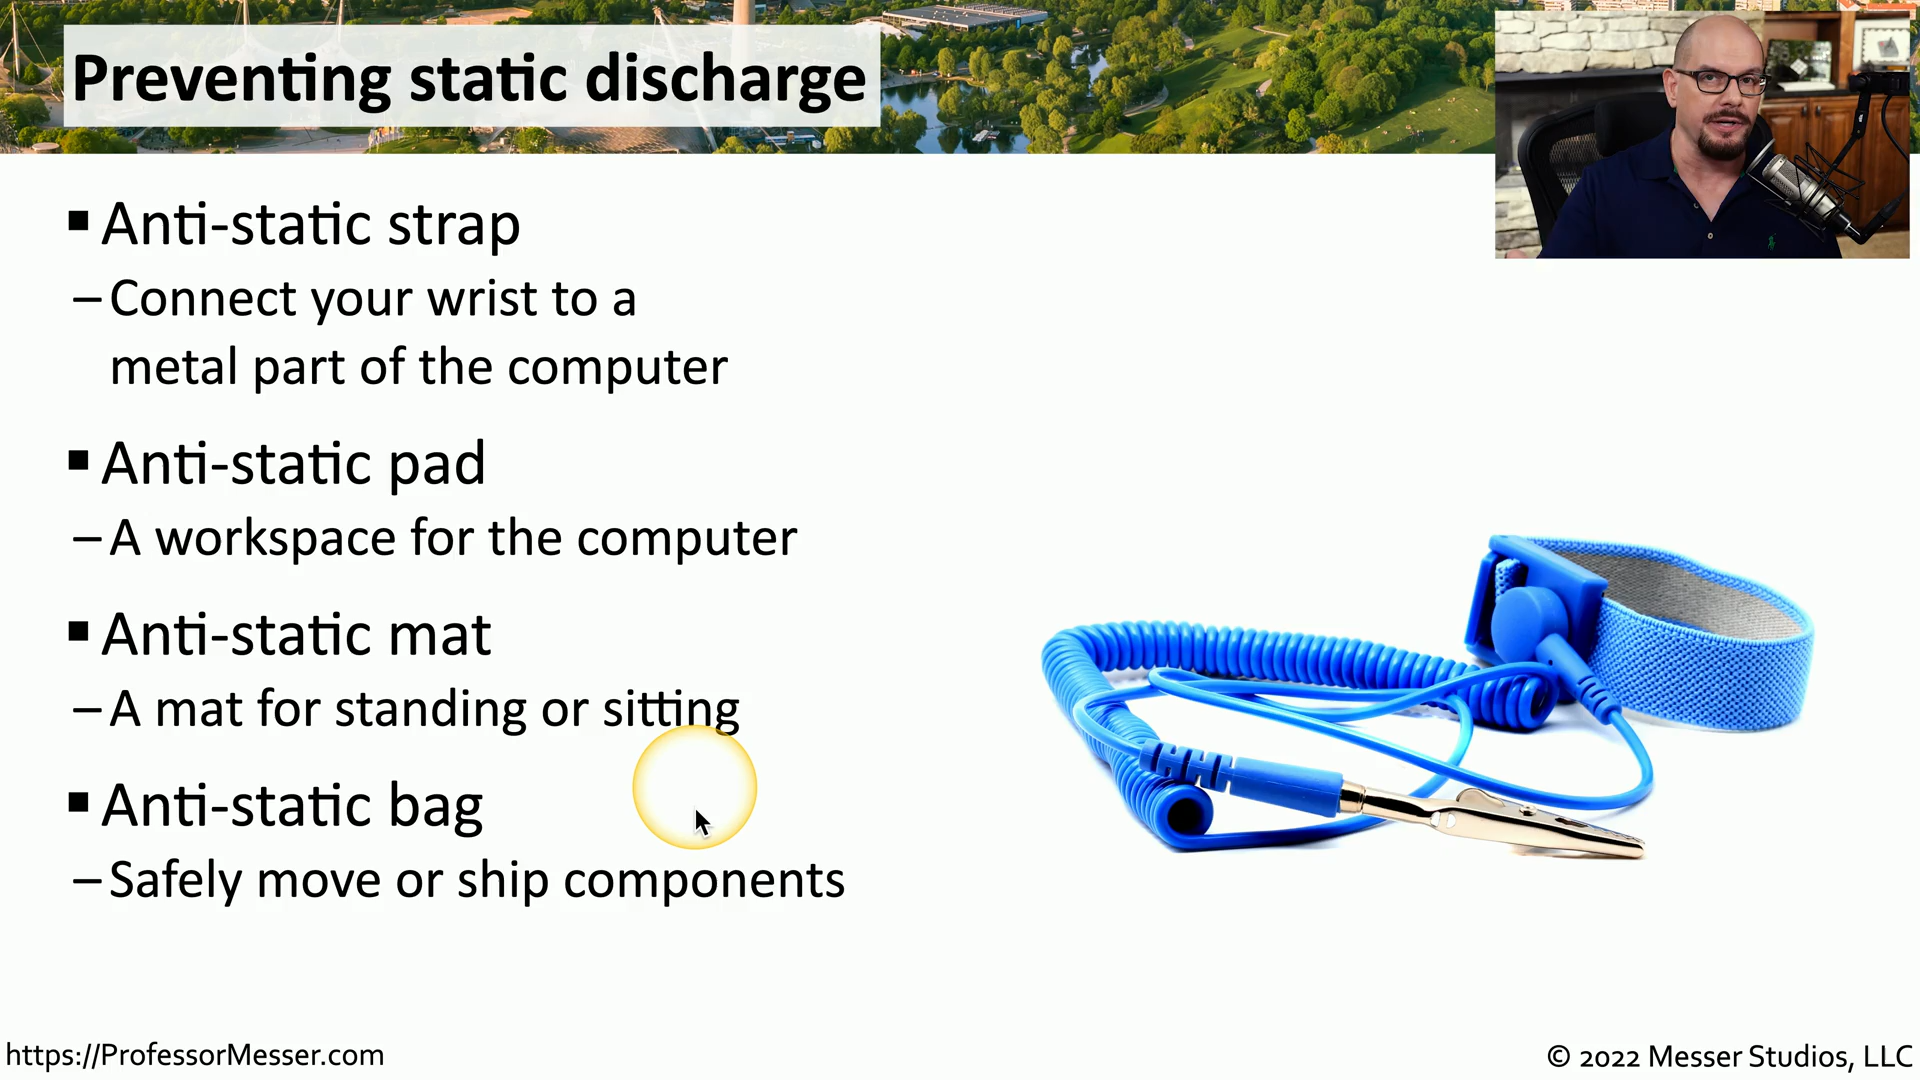 Preventing static discharge
▪ Anti-static strap
– Connect your wrist to a
metal part of the computer
▪ Anti-static pad
– A workspace for the computer
▪ Anti-static mat
– A mat for standing or sitting
▪ Anti-static bag
– Safely move or ship components
https://ProfessorMesser.com
© 2022 Messer Studios, LLC